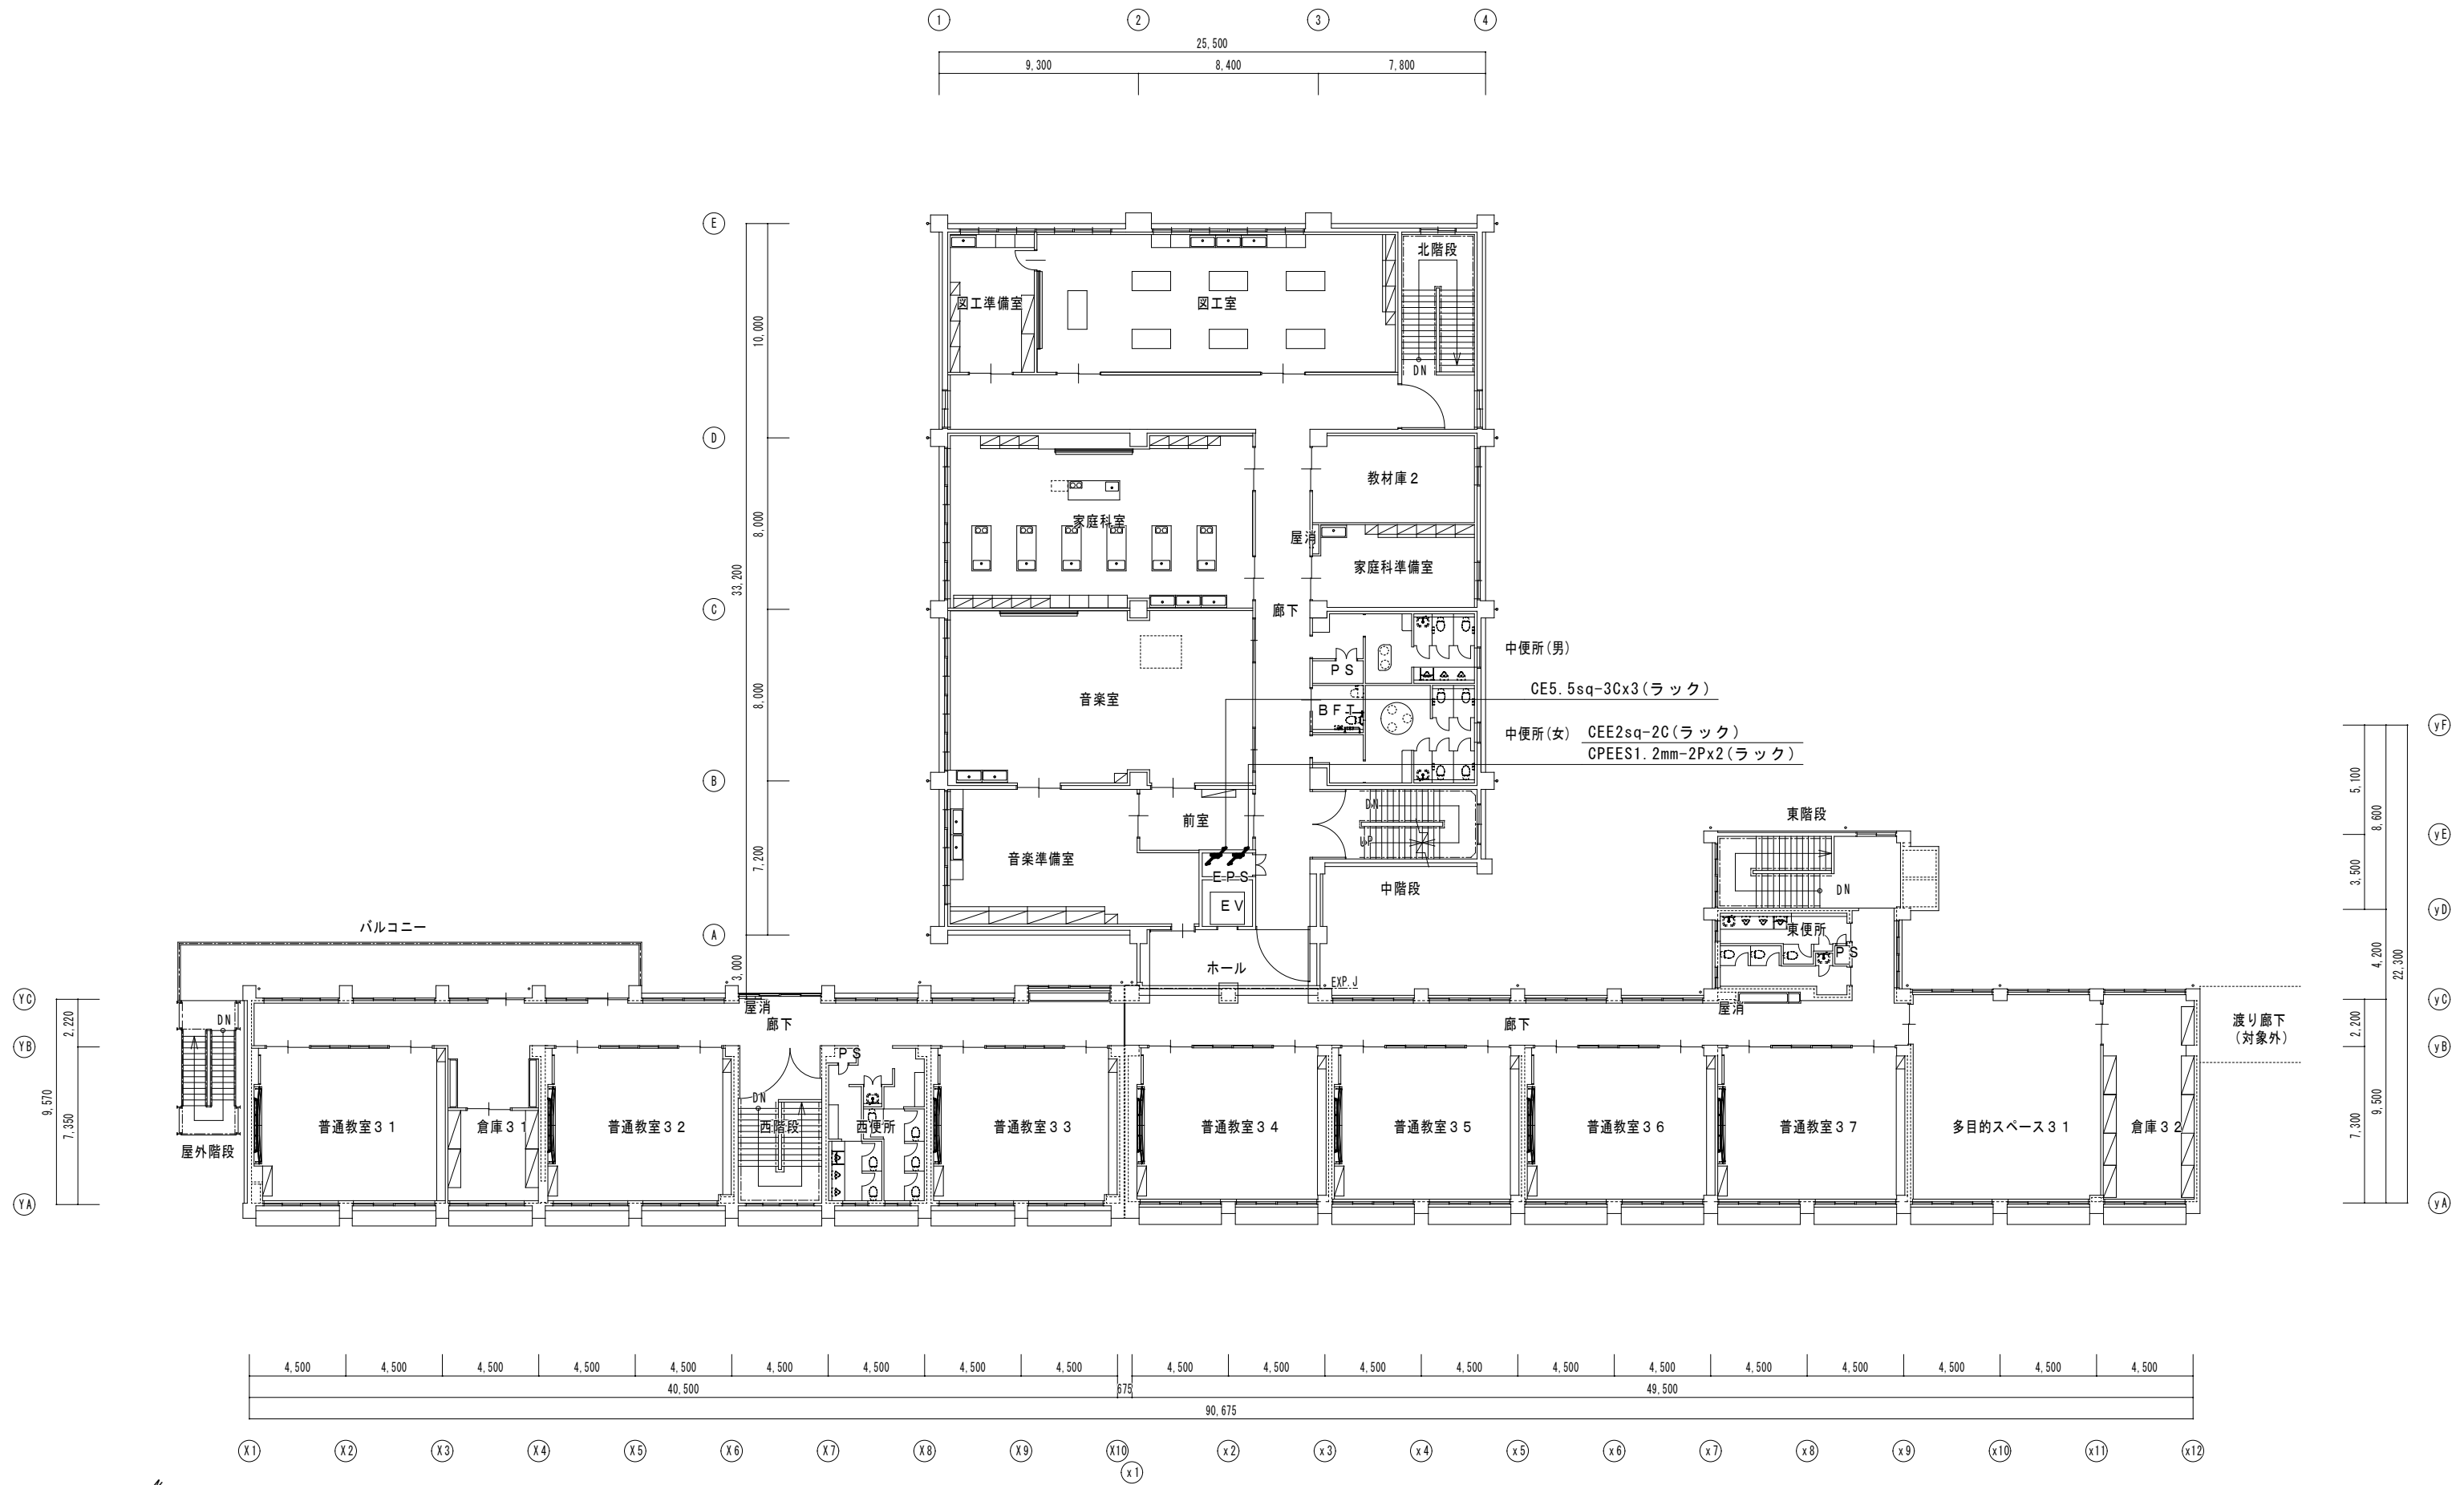 1 2 3 4
25,500
9,300 8,400 7,800
E
北階段
図工準備室 図工室
10,000
DN
D
教材庫２
家庭科室
8,000
屋消
33,200
家庭科準備室
C
廊下
中便所(男)
ＰＳ
CE5.5sq-3Cx3(ラック)
音楽室
8,000
ＢＦＴ
中便所(女)
CEE2sq-2C(ラック)
CPEES1.2mm-2Px2(ラック)
B
DN
前室
UP
音楽準備室
7,200
ＥＰＳ
中階段
ＥＶ
A
3,000
ホール
EXP.J
yF
5,100
8,600
東階段
yE
3,500
DN
yD
東便所
ＰＳ
4,200
22,300
バルコニー
YC
屋消
屋消
yC
DN
2,220
廊下
廊下
2,200
渡り廊下
(対象外)
YB
ＰＳ
yB
9,570
7,350
DN
9,500
7,300
普通教室３１ 倉庫３１ 普通教室３２ 西階段 西便所 普通教室３３ 普通教室３４ 普通教室３５ 普通教室３６ 普通教室３７ 多目的スペース３１ 倉庫３２
屋外階段
YA
yA
4,500 4,500 4,500 4,500 4,500 4,500 4,500 4,500 4,500 4,500 4,500 4,500 4,500 4,500 4,500 4,500 4,500 4,500 4,500 4,500
40,500 675 49,500
90,675
X1 X2 X3 X4 X5 X6 X7 X8 X9 X10 x2 x3 x4 x5 x6 x7 x8 x9 x10 x11 x12
x1